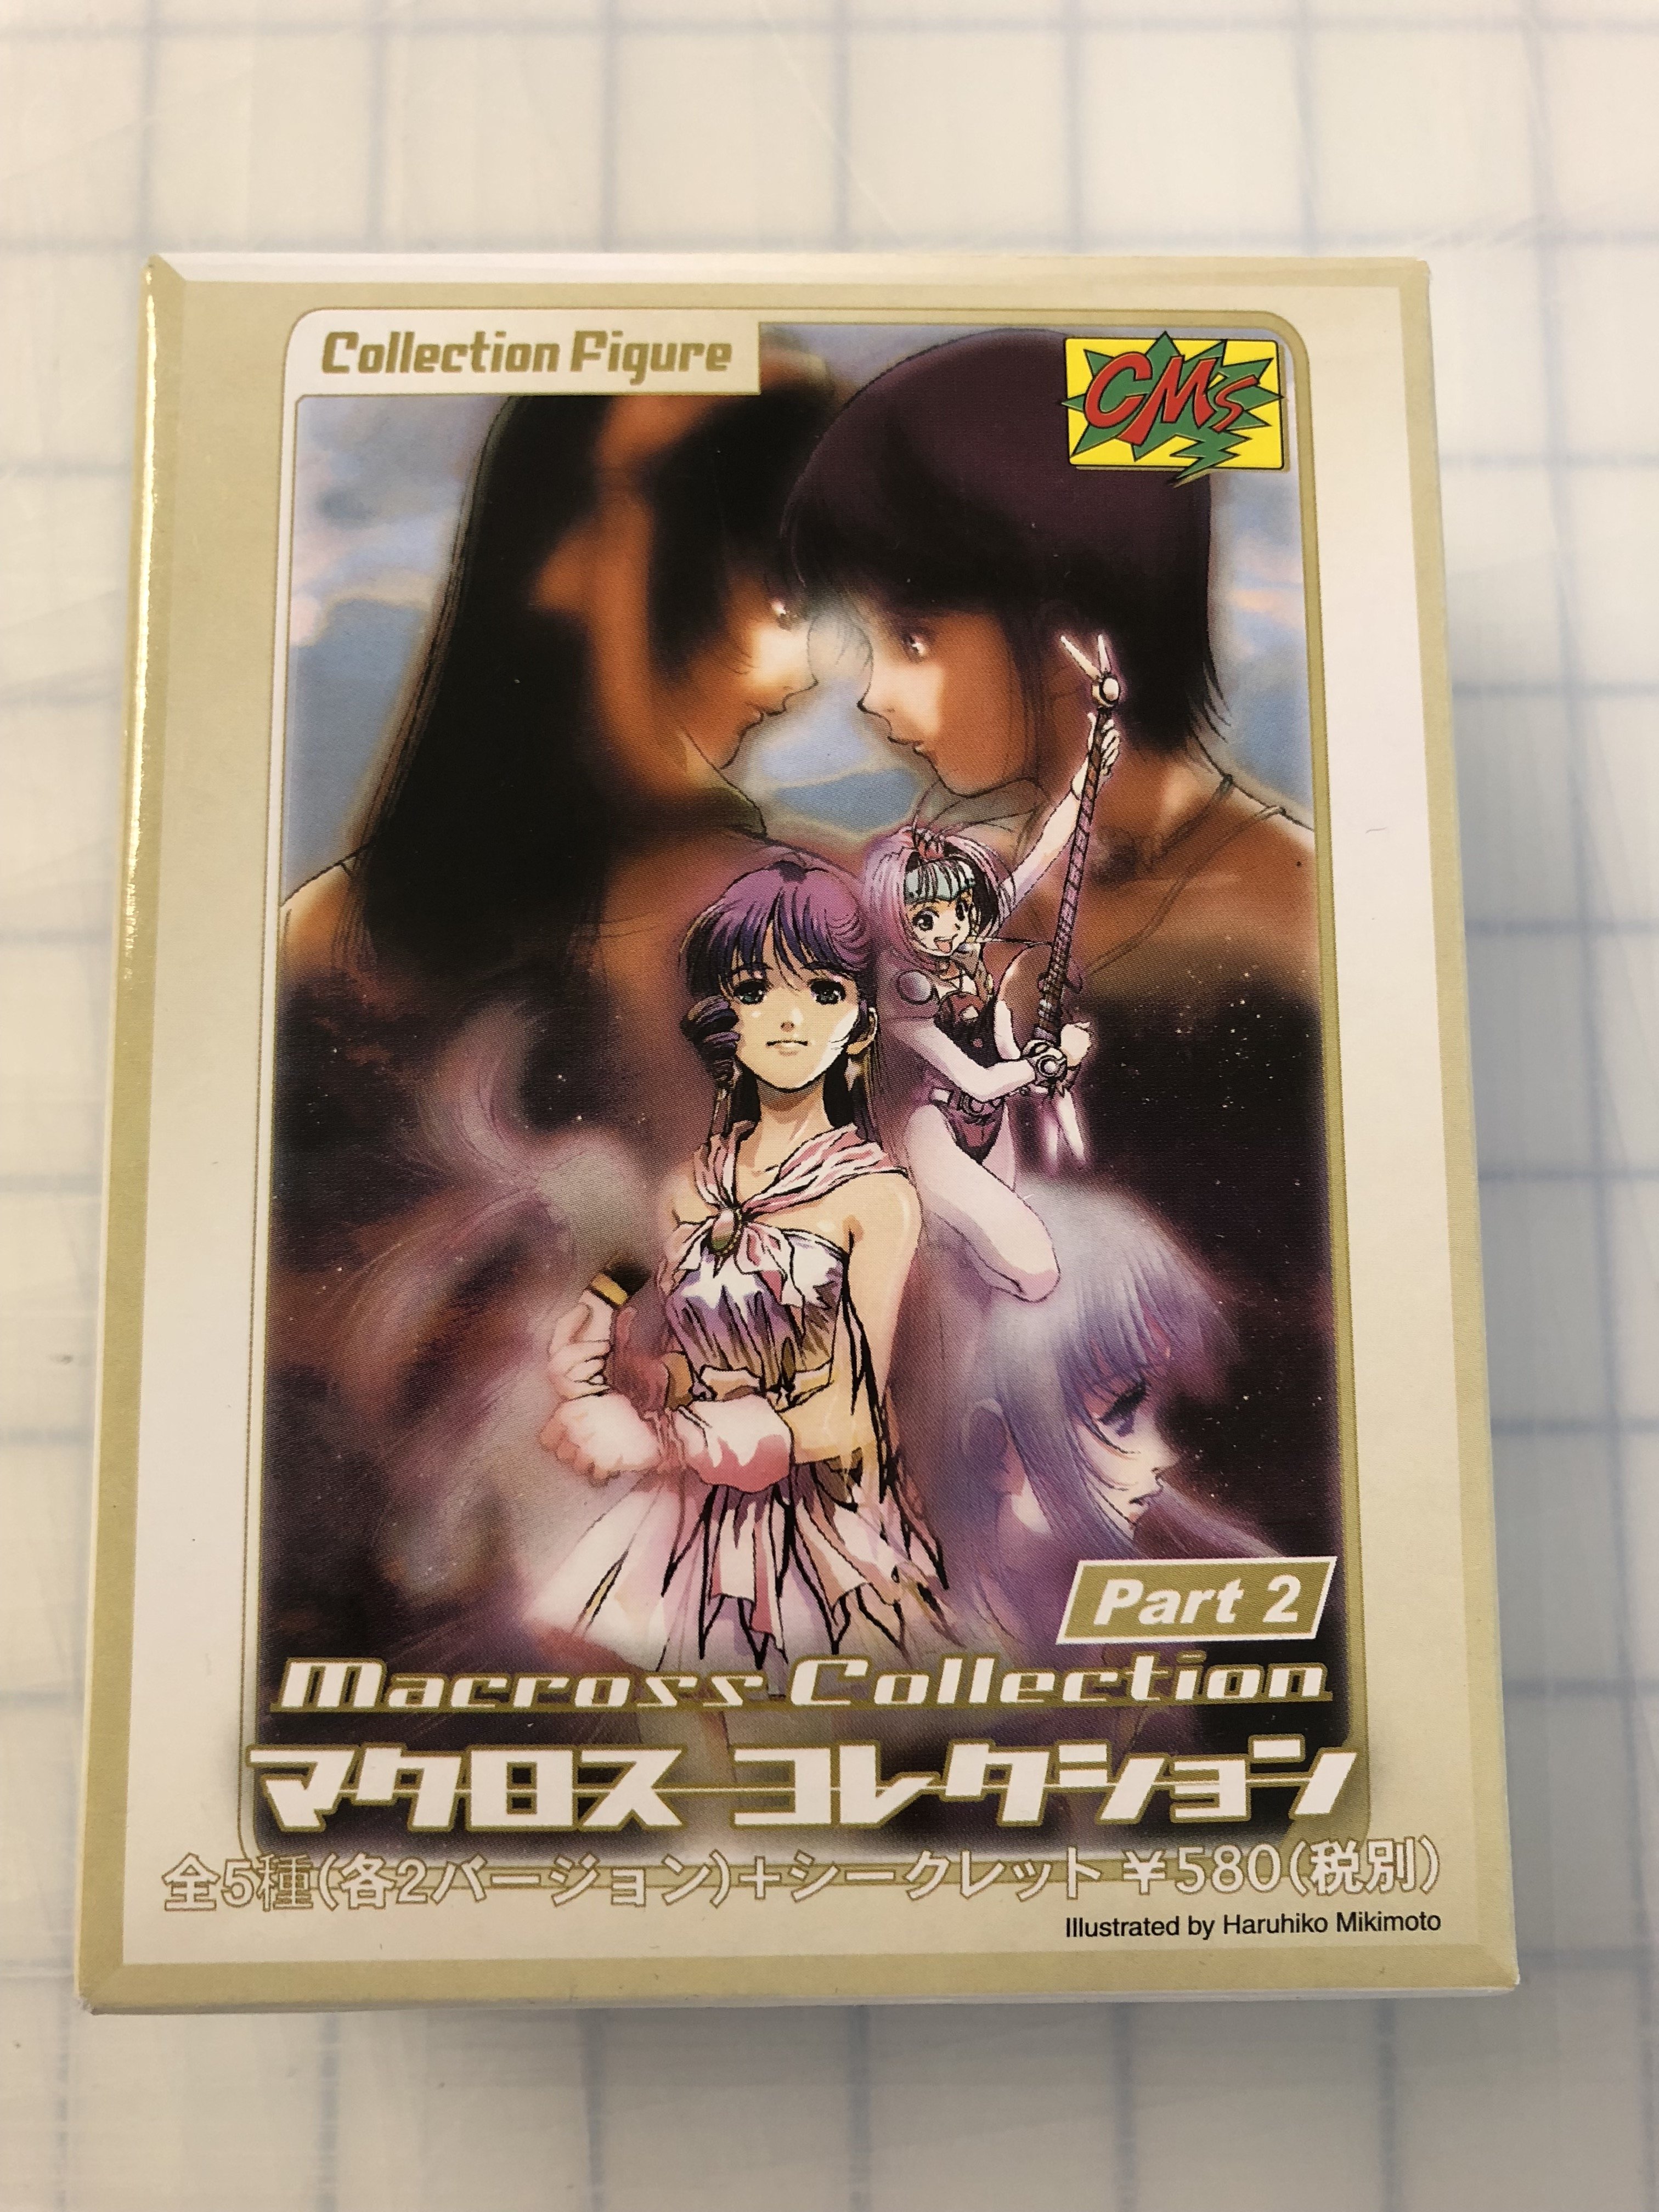 Collection Figure
CM's
Part 2
Macross Collection
マクロス コレクション
全5種(各2バージョン)+シークレット ¥580(税別)
Illustrated by Haruhiko Mikimoto